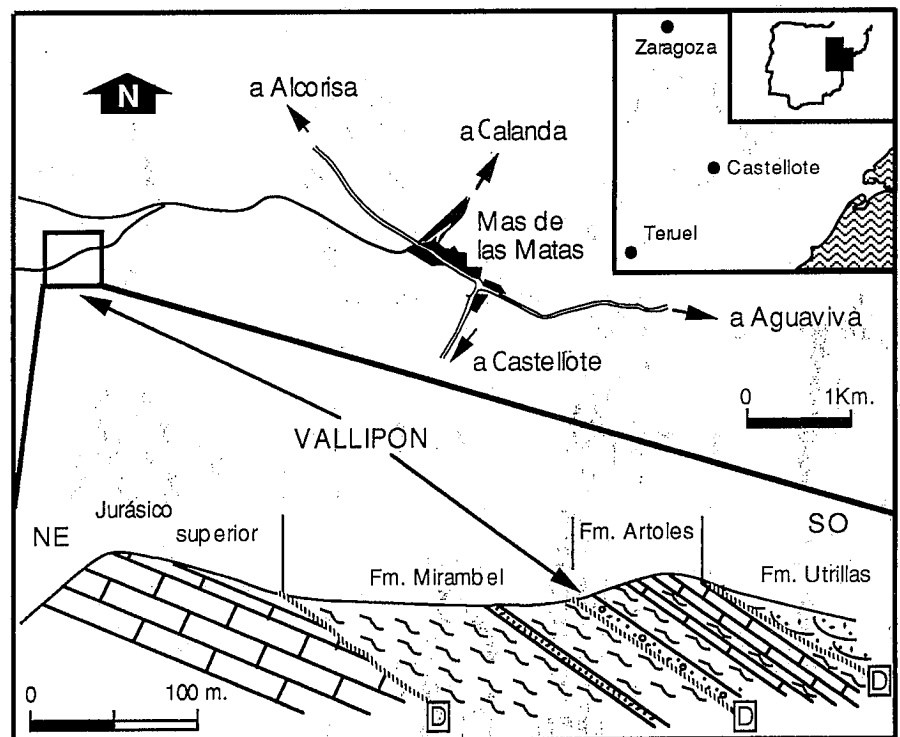 Zaragoza
Castellote
Teruel
N
a Alcorisa
a Calanda
Mas de
las Matas
a Aguaviva
a Castellote
0 1Km.
VALLIPON
NE
SO
Jurásico
superior
Fm. Mirambel
Fm. Artoles
Fm. Utrillas
0 100 m.
D
D
D